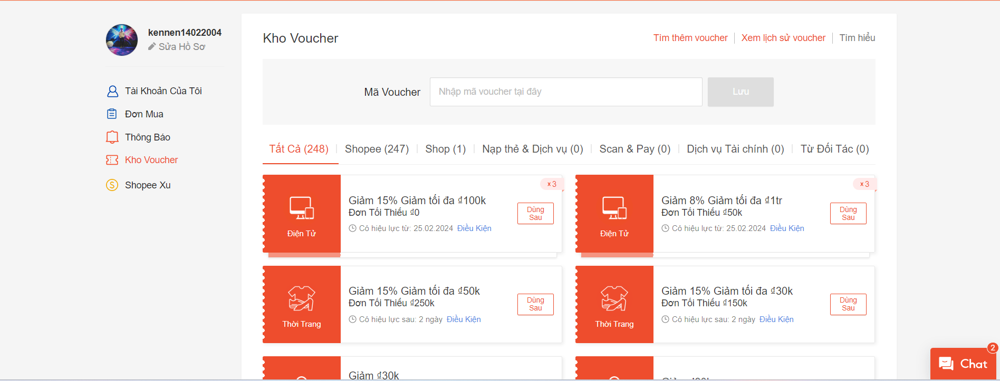 kennen14022004
Sửa Hồ Sơ
Tài Khoản Của Tôi
Đơn Mua
Thông Báo
Kho Voucher
Shopee Xu
Kho Voucher
Tìm thêm voucher
Xem lịch sử voucher
Tìm hiểu
Mã Voucher
Nhập mã voucher tại đây
Lưu
Tất Cả (248)
Shopee (247)
Shop (1)
Nạp thẻ & Dịch vụ (0)
Scan & Pay (0)
Dịch vụ Tài chính (0)
Từ Đối Tác (0)
Điện Tử
x 3
Giảm 15% Giảm tối đa ₫100k
Đơn Tối Thiểu ₫0
Có hiệu lực từ: 25.02.2024 Điều Kiện
Dùng
Sau
Điện Tử
x 3
Giảm 8% Giảm tối đa ₫1tr
Đơn Tối Thiểu ₫50k
Có hiệu lực từ: 25.02.2024 Điều Kiện
Dùng
Sau
Thời Trang
Giảm 15% Giảm tối đa ₫50k
Đơn Tối Thiểu ₫250k
Có hiệu lực sau: 2 ngày Điều Kiện
Dùng
Sau
Thời Trang
Giảm 15% Giảm tối đa ₫30k
Đơn Tối Thiểu ₫150k
Có hiệu lực sau: 2 ngày Điều Kiện
Dùng
Sau
Giảm ₫30k
2
Chat